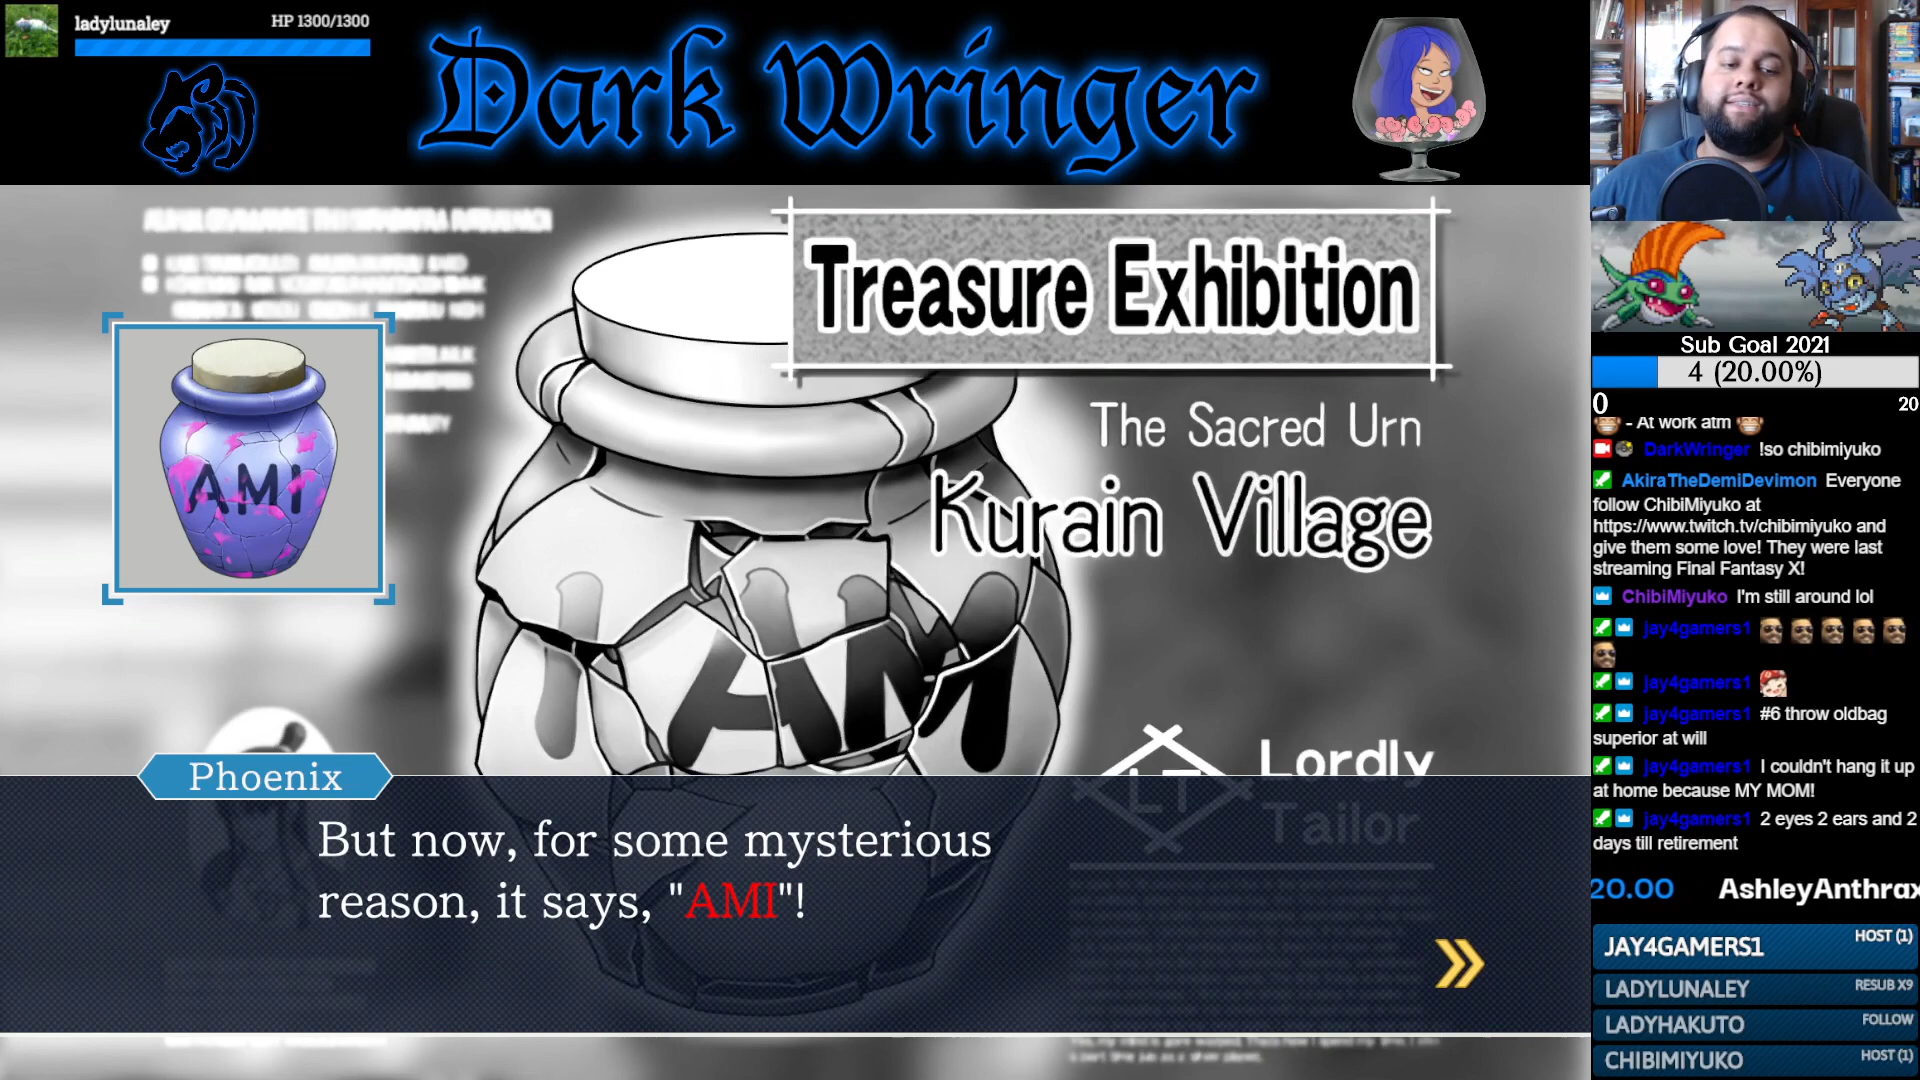 ladylunaley
HP 1300/1300
Dark Wringer
Treasure Exhibition
The Sacred Urn
Kurain Village
AMI
I AM
LT
Lordly
Tailor
Phoenix
But now, for some mysterious
reason, it says, "AMI"!
Sub Goal 2021
4 (20.00%)
0
20
- At work atm
DarkWringer !so chibimiyuko
AkiraTheDemiDevimon Everyone
follow ChibiMiyuko at
https://www.twitch.tv/chibimiyuko and
give them some love! They were last
streaming Final Fantasy X!
ChibiMiyuko I'm still around lol
jay4gamers1
jay4gamers1
jay4gamers1 #6 throw oldbag
superior at will
jay4gamers1 I couldn't hang it up
at home because MY MOM!
jay4gamers1 2 eyes 2 ears and 2
days till retirement
20.00 AshleyAnthrax
JAY4GAMERS1 HOST (1)
LADYLUNALEY RESUB X9
LADYHAKUTO FOLLOW
CHIBIMIYUKO HOST (1)